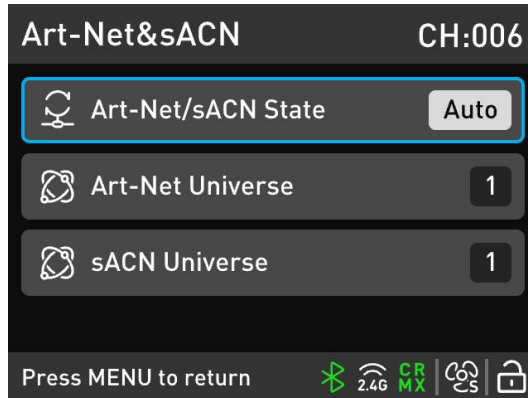 Art-Net&sACN CH:006
Art-Net/sACN State Auto
Art-Net Universe 1
sACN Universe 1
Press MENU to return 2.4G CR MX S